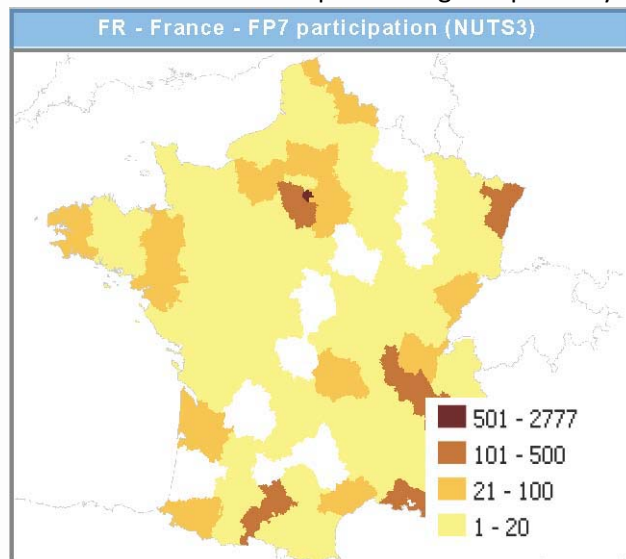 FR - France - FP7 participation (NUTS3)
501 - 2777
101 - 500
21 - 100
1 - 20